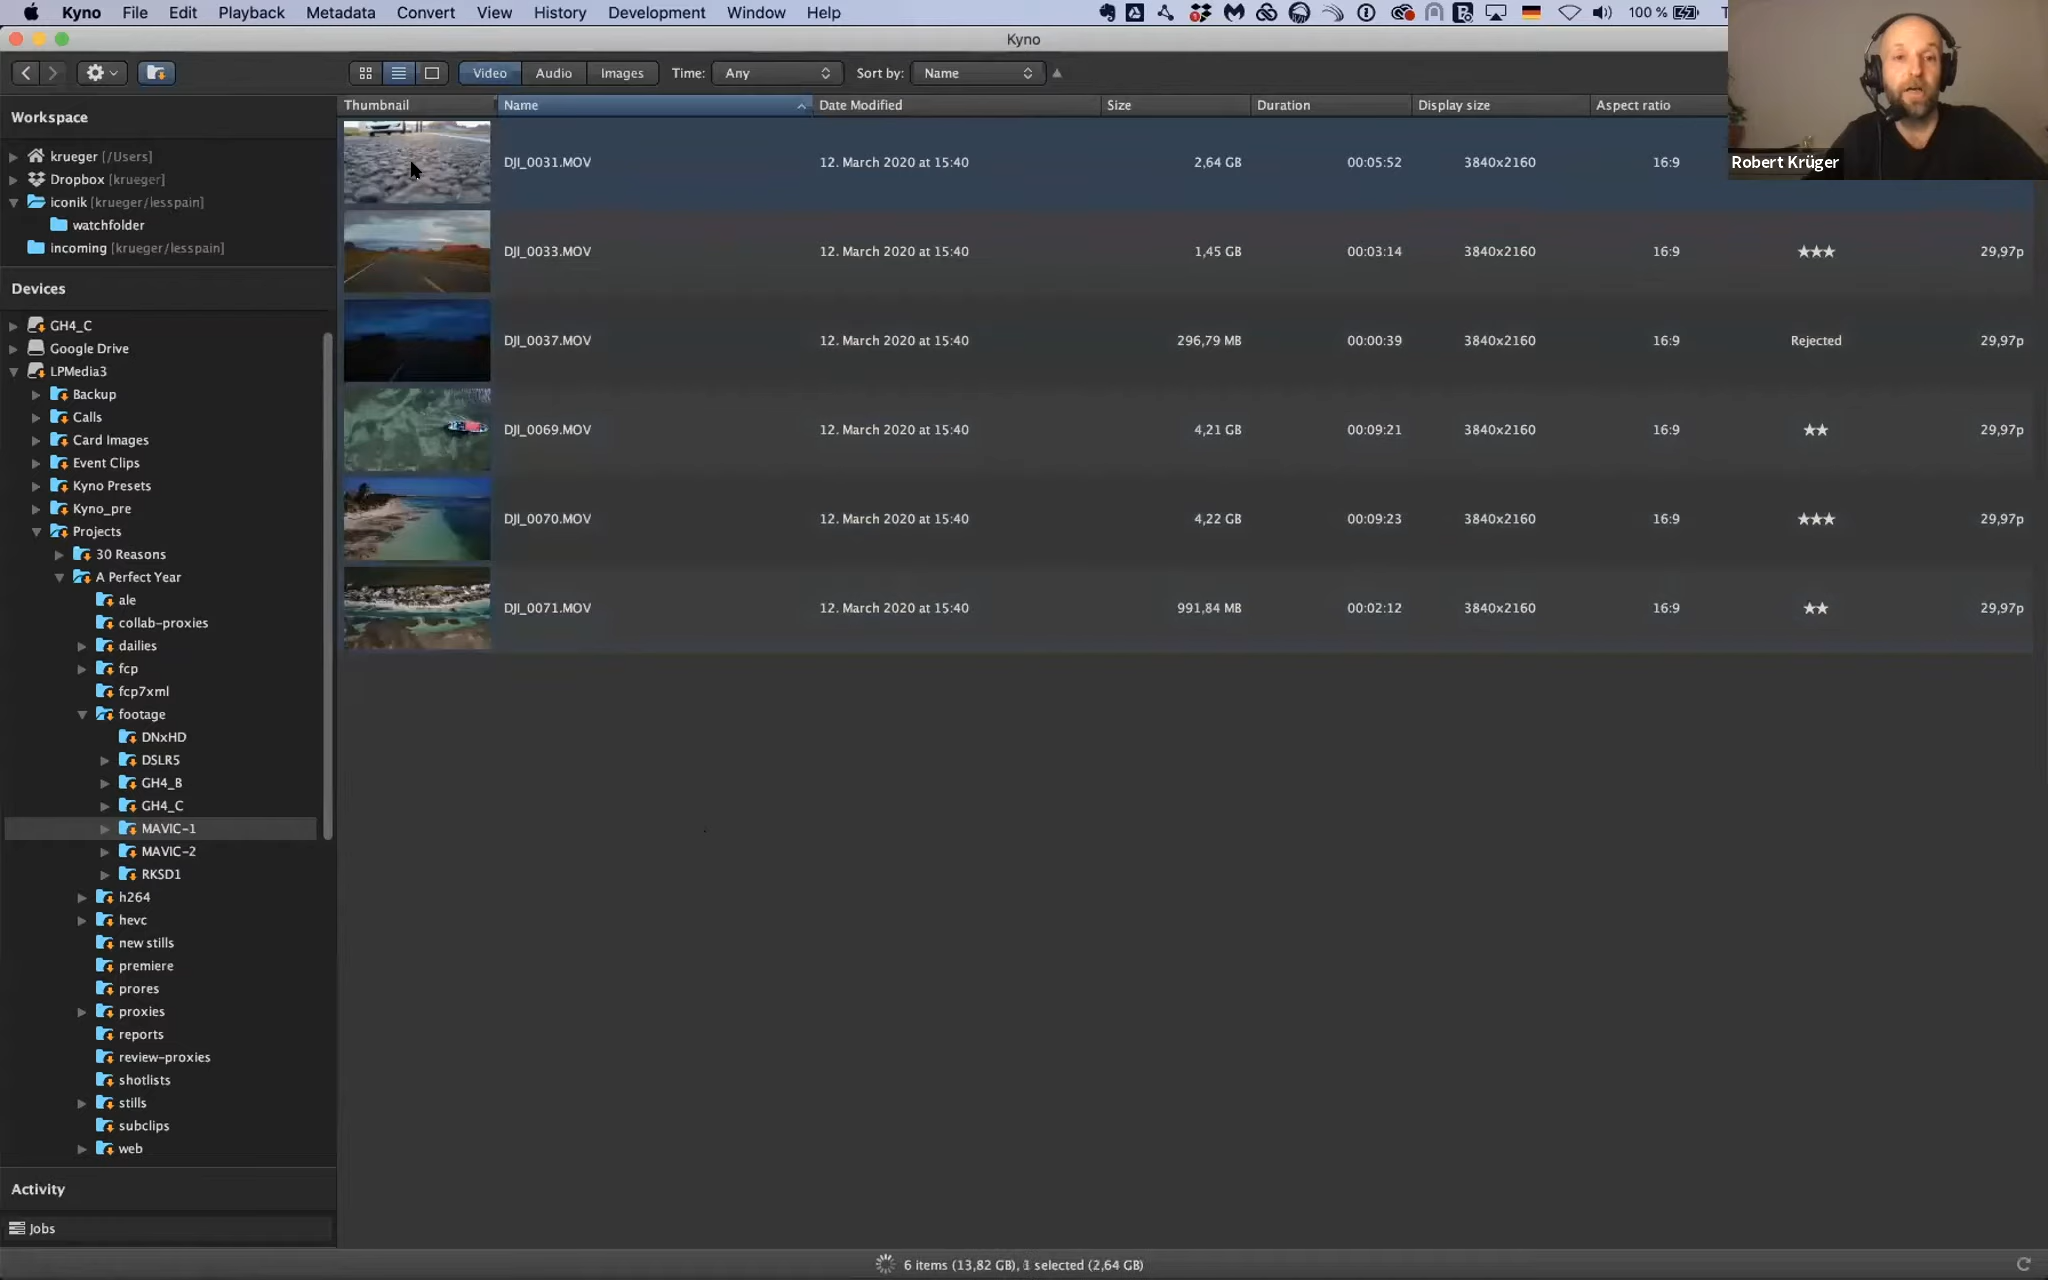 Kyno File Edit Playback Metadata Convert View History Development Window Help 100 %
Kyno
Video Audio Images Time: Any Sort by: Name
Thumbnail Name Date Modified Size Duration Display size Aspect ratio
Workspace
krueger [/Users]
Dropbox [krueger]
iconik [krueger/lesspain]
watchfolder
incoming [krueger/lesspain]
Devices
GH4_C
Google Drive
LPMedia3
Backup
Calls
Card Images
Event Clips
Kyno Presets
Kyno_pre
Projects
30 Reasons
A Perfect Year
ale
collab-proxies
dailies
fcp
fcp7xml
footage
DNxHD
DSLR5
GH4_B
GH4_C
MAVIC-1
MAVIC-2
RKSD1
h264
hevc
new stills
premiere
prores
proxies
reports
review-proxies
shotlists
stills
subclips
web
Activity
Jobs
DJI_0031.MOV 12. March 2020 at 15:40 2,64 GB 00:05:52 3840x2160 16:9
DJI_0033.MOV 12. March 2020 at 15:40 1,45 GB 00:03:14 3840x2160 16:9 ★★★ 29,97p
DJI_0037.MOV 12. March 2020 at 15:40 296,79 MB 00:00:39 3840x2160 16:9 Rejected 29,97p
DJI_0069.MOV 12. March 2020 at 15:40 4,21 GB 00:09:21 3840x2160 16:9 ★★ 29,97p
DJI_0070.MOV 12. March 2020 at 15:40 4,22 GB 00:09:23 3840x2160 16:9 ★★★ 29,97p
DJI_0071.MOV 12. March 2020 at 15:40 991,84 MB 00:02:12 3840x2160 16:9 ★★ 29,97p
Robert Krüger
6 items (13,82 GB), 1 selected (2,64 GB)